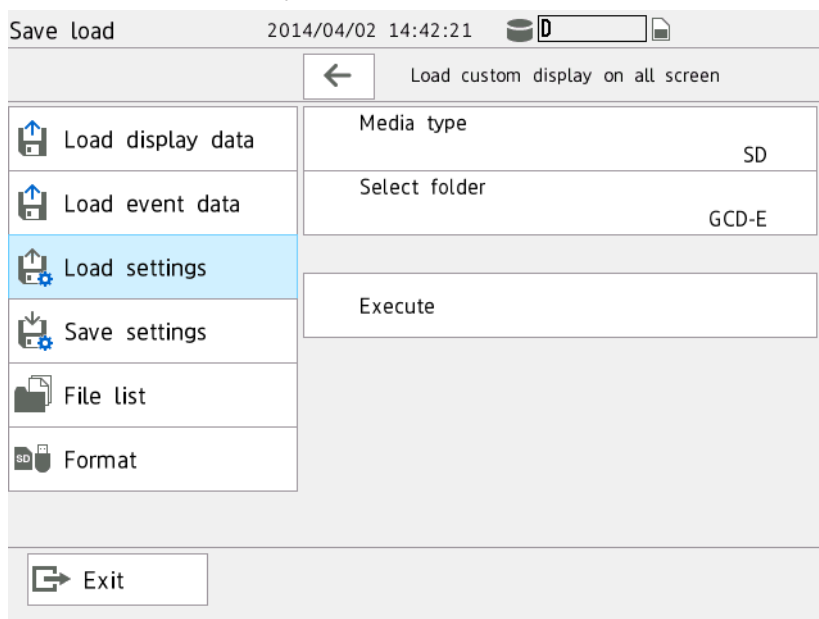 Save load 2014/04/02 14:42:21 D
Load custom display on all screen
Load display data
Load event data
Load settings
Save settings
File list
SD Format
Media type
SD
Select folder
GCD-E
Execute
Exit